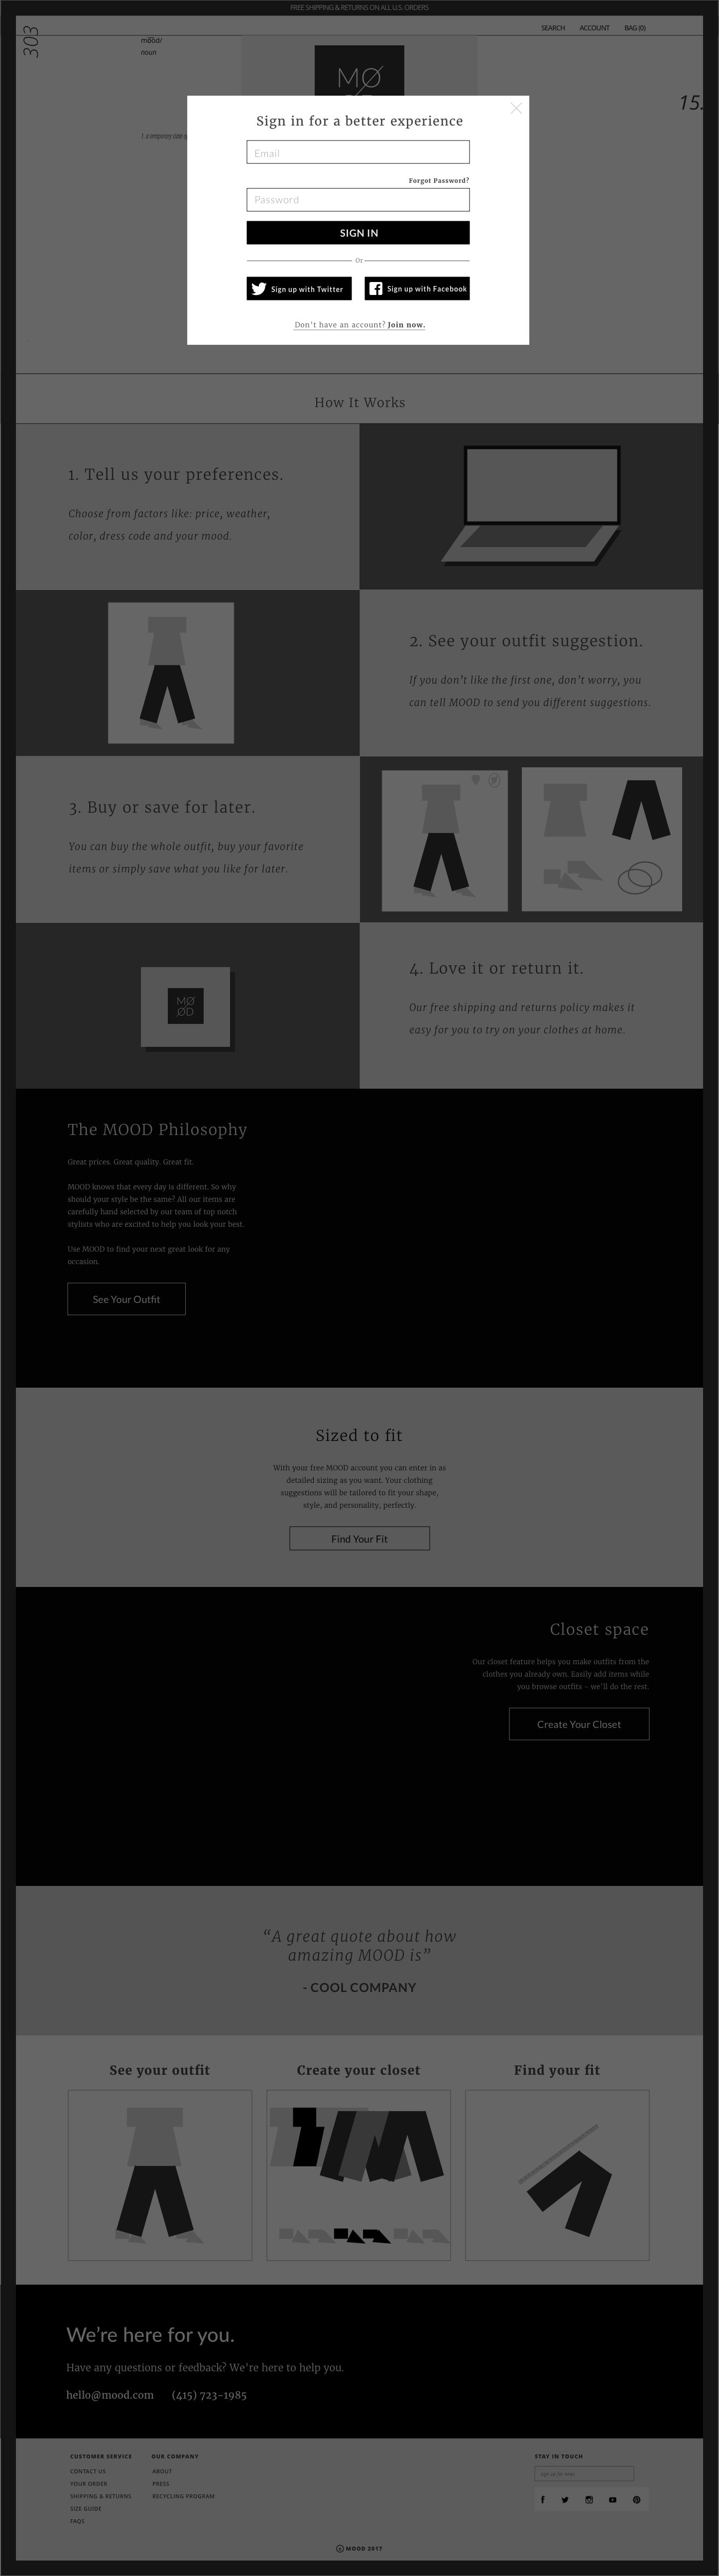 FREE SHIPPING & RETURNS ON ALL U.S. ORDERS
SEARCH ACCOUNT BAG (0)
303
mo͞od/
noun
MØ
15.
Sign in for a better experience
Email
Forgot Password?
Password
SIGN IN
Or
Sign up with Twitter
Sign up with Facebook
Don't have an account? Join now.
How It Works
1. Tell us your preferences.
Choose from factors like: price, weather,
color, dress code and your mood.
2. See your outfit suggestion.
If you don't like the first one, don't worry, you
can tell MOOD to send you different suggestions.
3. Buy or save for later.
You can buy the whole outfit, buy your favorite
items or simply save what you like for later.
MØ
ØD
4. Love it or return it.
Our free shipping and returns policy makes it
easy for you to try on your clothes at home.
The MOOD Philosophy
Great prices. Great quality. Great fit.
MOOD knows that every day is different. So why
should your style be the same? All our items are
carefully hand selected by our team of top notch
stylists who are excited to help you look your best.
Use MOOD to find your next great look for any
occasion.
See Your Outfit
Sized to fit
With your free MOOD account you can enter in as
detailed sizing as you want. Your clothing
suggestions will be tailored to fit your shape,
style, and personality, perfectly.
Find Your Fit
Closet space
Our closet feature helps you make outfits from the
clothes you already own. Easily add items while
you browse outfits - we'll do the rest.
Create Your Closet
“A great quote about how
amazing MOOD is”
- COOL COMPANY
See your outfit
Create your closet
Find your fit
We're here for you.
Have any questions or feedback? We're here to help you.
hello@mood.com (415) 723-1985
CUSTOMER SERVICE
CONTACT US
YOUR ORDER
SHIPPING & RETURNS
SIZE GUIDE
FAQS
OUR COMPANY
ABOUT
PRESS
RECYCLING PROGRAM
STAY IN TOUCH
sign up for news
© MOOD 2017